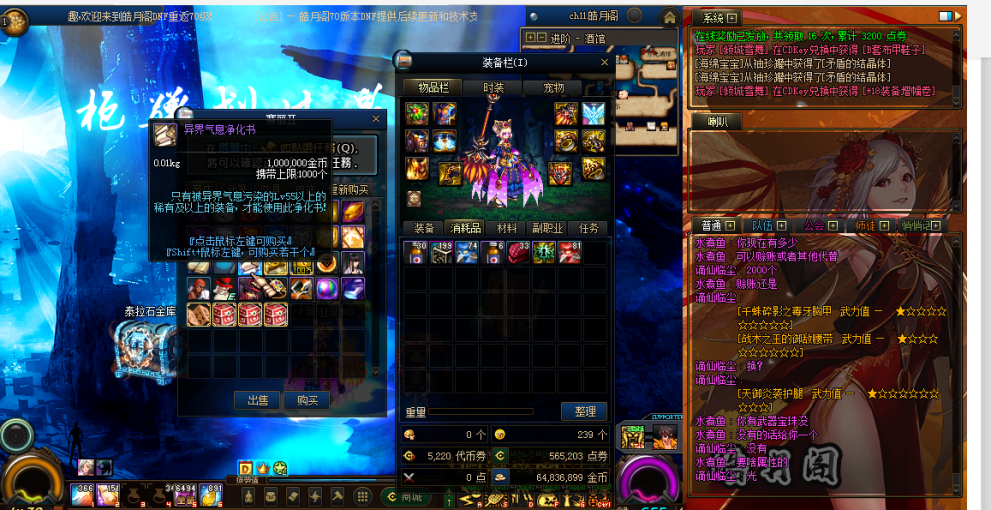 趣,欢迎来到皓月阁DNF重返70级!
【公告】— 皓月阁70版本DNF提供后续更新和技术支
ch11皓月阁
进阶 - 酒馆
装备栏(I)
物品栏 时装 宠物
异界气息净化书
0.01kg
1,000,000金币
携带上限1000个
只有被异界气息污染的Lv55以上的
稀有及以上的装备,才能使用此净化书!
『点击鼠标左键可购买』
『Shift+鼠标左键,可购买若干个』
(Q),
任務.
重新购买
泰拉石金库
出售 购买
装备 消耗品 材料 副职业 任务
30 199 74 6 33 81
重量
整理
0 个 239 个
5,220 代币券 565,203 点券
0 点 64,836,899 金币
商城
系统
在线奖励已发放, 共领取 16 次, 累计 3200 点券
玩家 [倾城雪舞] 在CDKey兑换中获得 [B套布甲鞋子]
[海绵宝宝]从袖珍罐中获得了[矛盾的结晶体]
[海绵宝宝]从袖珍罐中获得了[矛盾的结晶体]
玩家 [倾城雪舞] 在CDKey兑换中获得 [+18装备增幅卷]
喇叭
普通 队伍 公会 师徒 悄悄话
水煮鱼 : 你现在有多少
水煮鱼 : 可以赊账或者其他代替
谪仙临尘 : 2000个
水煮鱼 : 赊账还是
谪仙临尘 :
[千蛛碎影之毒牙胸甲 武力值 — ★☆☆☆☆
☆☆☆☆☆]
[战术之王的御敌腰带 武力值 — ★☆☆☆
☆☆☆☆☆☆]
谪仙临尘 : 换?
谪仙临尘 :
[天御炎裟护腿 武力值 — ★☆☆☆☆☆☆
☆☆☆]
水煮鱼 : 你有武器宝珠没
水煮鱼 : 没有的话给你一个
谪仙临尘 : 没有
水煮鱼 : 要啥属性的
谪仙临尘 : 光
SUPPORTER